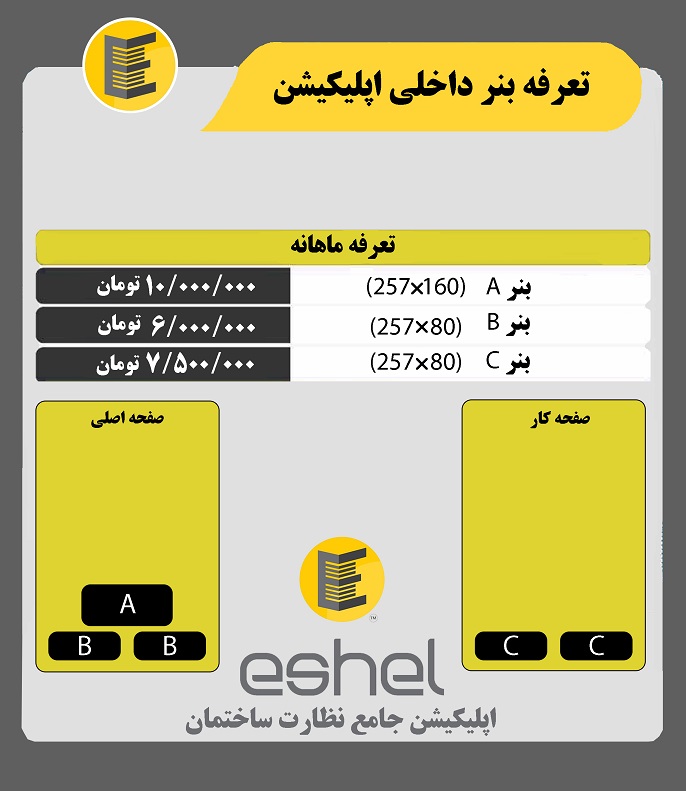 تعرفه بنر داخلی اپلیکیشن
تعرفه ماهانه
بنر A (257×160) ۱۰/۰۰۰/۰۰۰ تومان
بنر B (257×80) ۶/۰۰۰/۰۰۰ تومان
بنر C (257×80) ۷/۵۰۰/۰۰۰ تومان
صفحه کار
C C
صفحه اصلی
A
B B
E
TM
eshel
اپلیکیشن جامع نظارت ساختمان